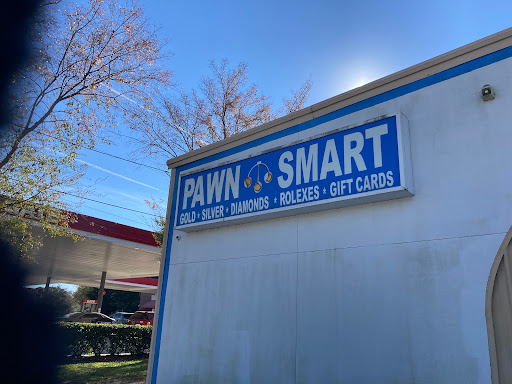 PAWN SMART
GOLD * SILVER * DIAMONDS * ROLEXES * GIFT CARDS